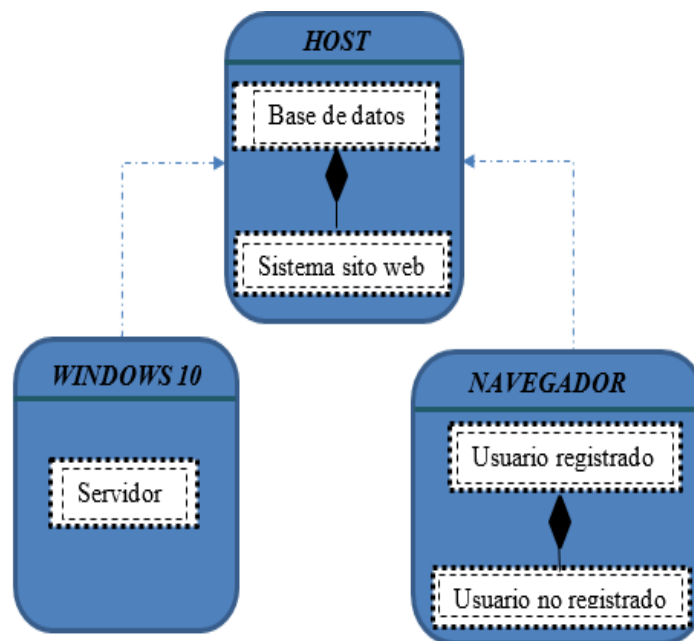 HOST
Base de datos
Sistema sito web
WINDOWS 10
Servidor
NAVEGADOR
Usuario registrado
Usuario no registrado